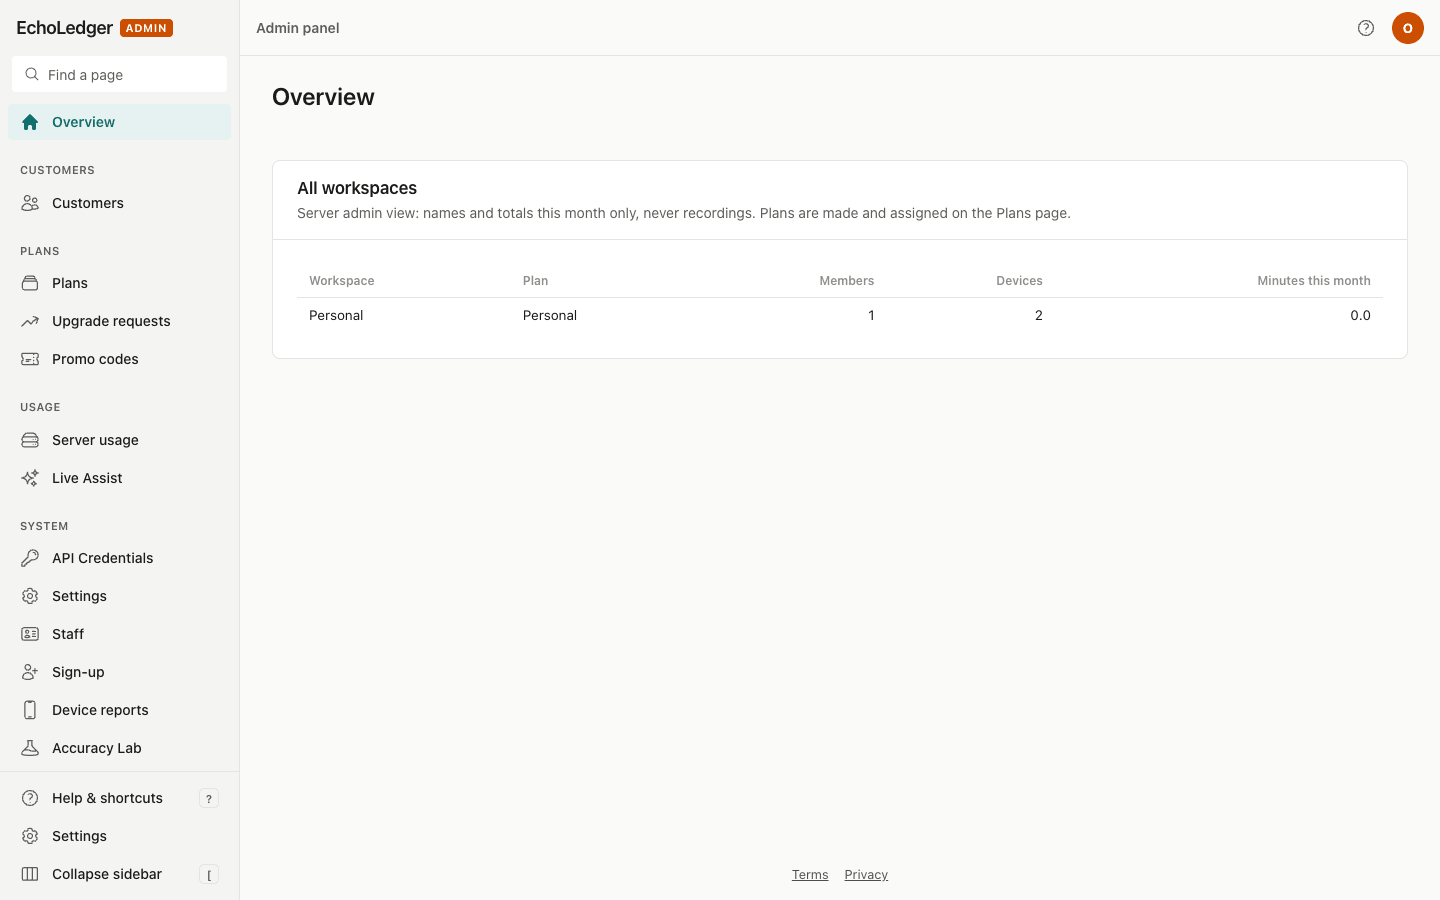 EchoLedger ADMIN
Find a page
Overview
CUSTOMERS
Customers
PLANS
Plans
Upgrade requests
Promo codes
USAGE
Server usage
Live Assist
SYSTEM
API Credentials
Settings
Staff
Sign-up
Device reports
Accuracy Lab
Help & shortcuts ?
Settings
Collapse sidebar [
Admin panel
O
Overview
All workspaces
Server admin view: names and totals this month only, never recordings. Plans are made and assigned on the Plans page.
Workspace Plan Members Devices Minutes this month
Personal Personal 1 2 0.0
Terms Privacy